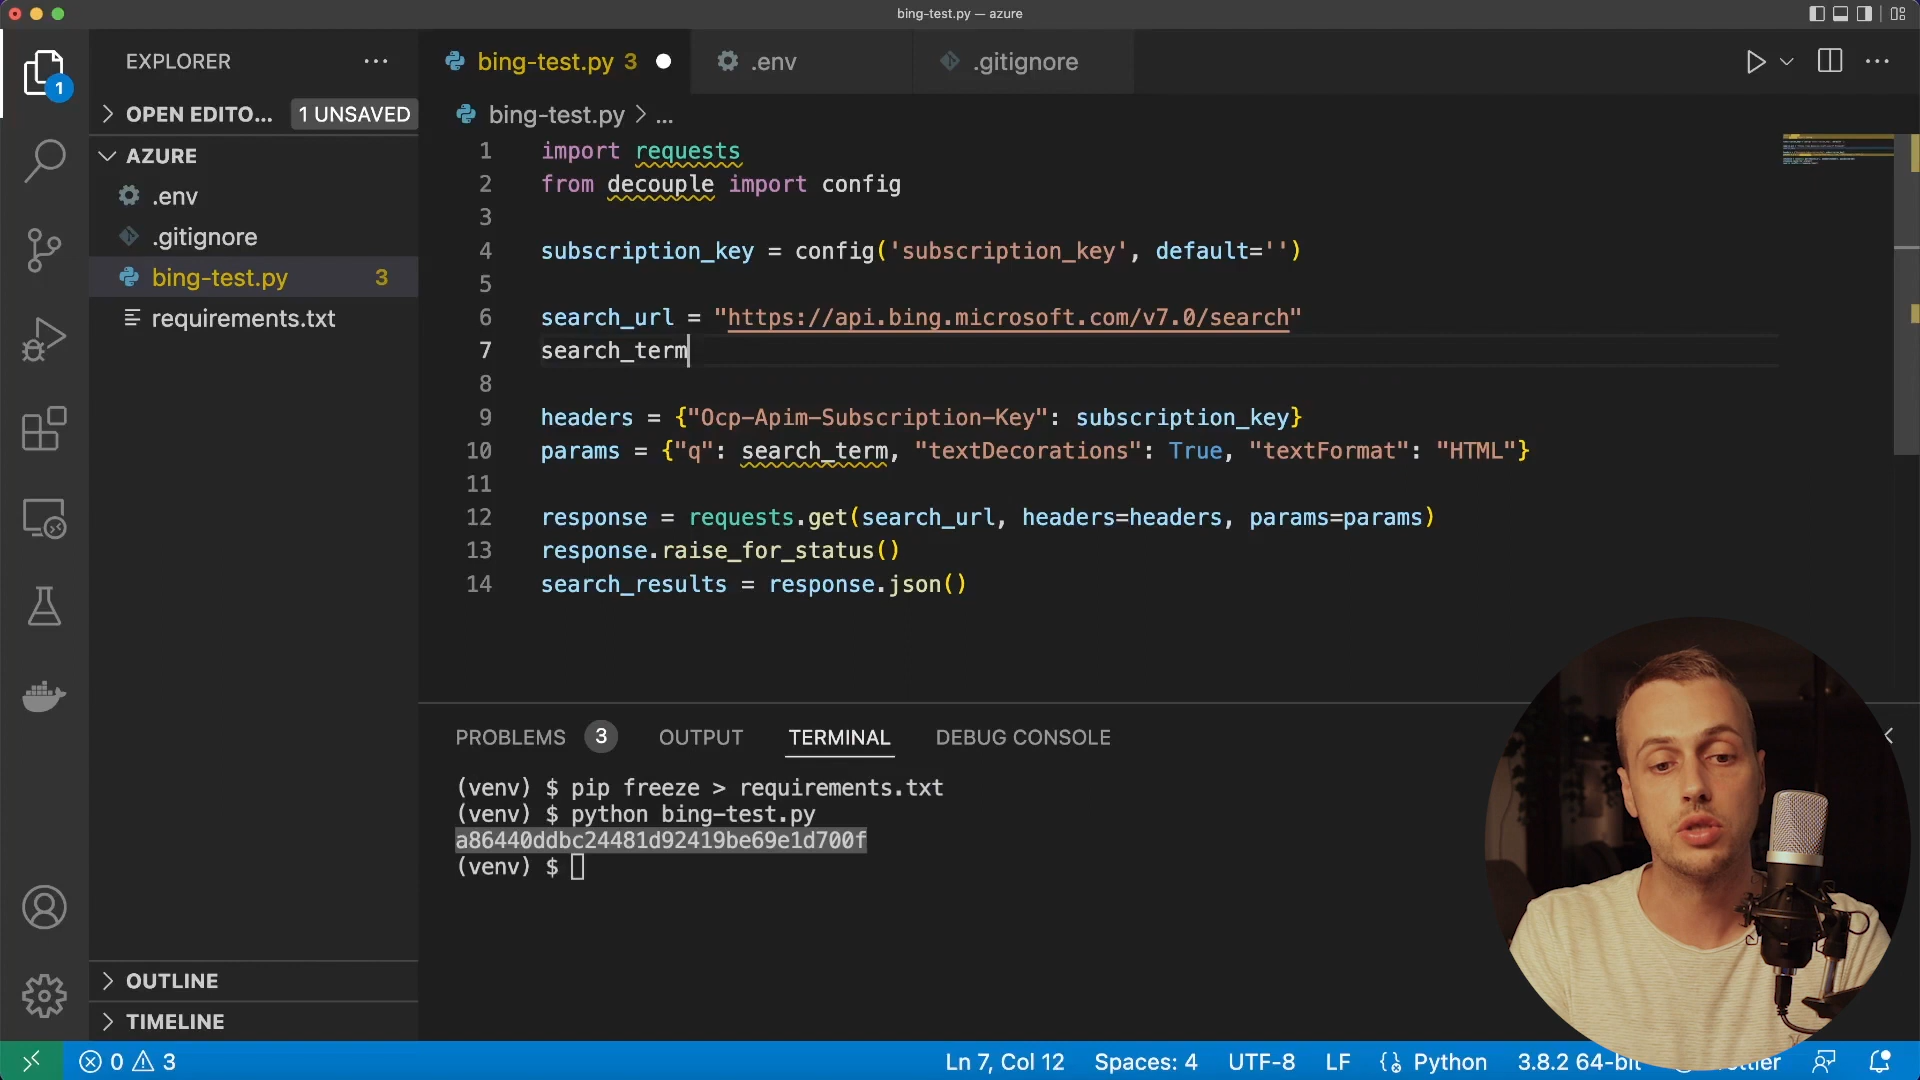 bing-test.py — azure
EXPLORER
1
OPEN EDITO... 1 UNSAVED
AZURE
.env
.gitignore
bing-test.py 3
requirements.txt
OUTLINE
TIMELINE
bing-test.py 3
.env
.gitignore
bing-test.py > ...
1 import requests
2 from decouple import config
3
4 subscription_key = config('subscription_key', default='')
5
6 search_url = "https://api.bing.microsoft.com/v7.0/search"
7 search_term
8
9 headers = {"Ocp-Apim-Subscription-Key": subscription_key}
10 params = {"q": search_term, "textDecorations": True, "textFormat": "HTML"}
11
12 response = requests.get(search_url, headers=headers, params=params)
13 response.raise_for_status()
14 search_results = response.json()
PROBLEMS 3 OUTPUT TERMINAL DEBUG CONSOLE
(venv) $ pip freeze > requirements.txt
(venv) $ python bing-test.py
a86440ddbc24481d92419be69e1d700f
(venv) $
0 3 Ln 7, Col 12 Spaces: 4 UTF-8 LF Python 3.8.2 64-bit